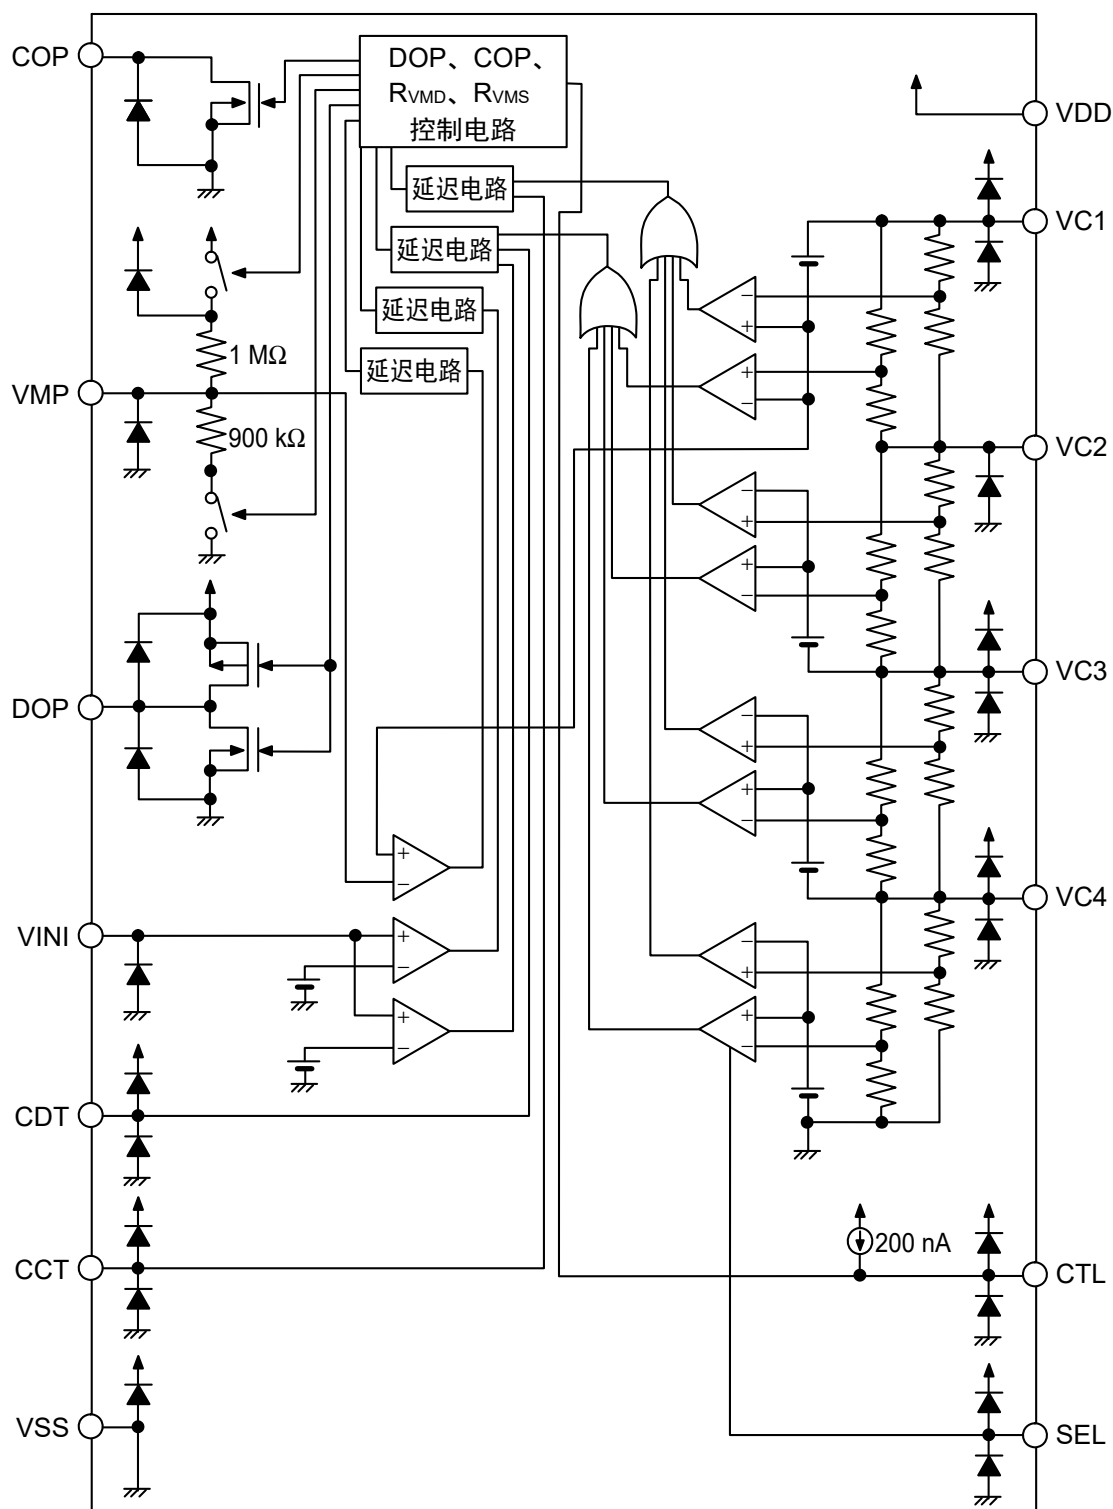 COP
DOP、COP、
RVMD、RVMS
控制电路
VDD
延迟电路
VC1
延迟电路
延迟电路
1 MΩ
延迟电路
VMP
900 kΩ
VC2
VC3
DOP
VC4
VINI
CDT
200 nA
CCT
CTL
VSS
SEL
−
+
+
−
−
+
+
−
−
+
+
−
+
−
+
−
−
+
+
−
+
−